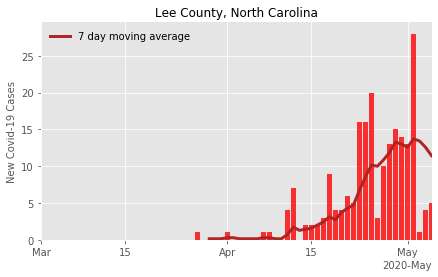 Lee County, North Carolina
7 day moving average
New Covid-19 Cases
25
20
15
10
5
0
Mar
15
Apr
15
May
2020-May